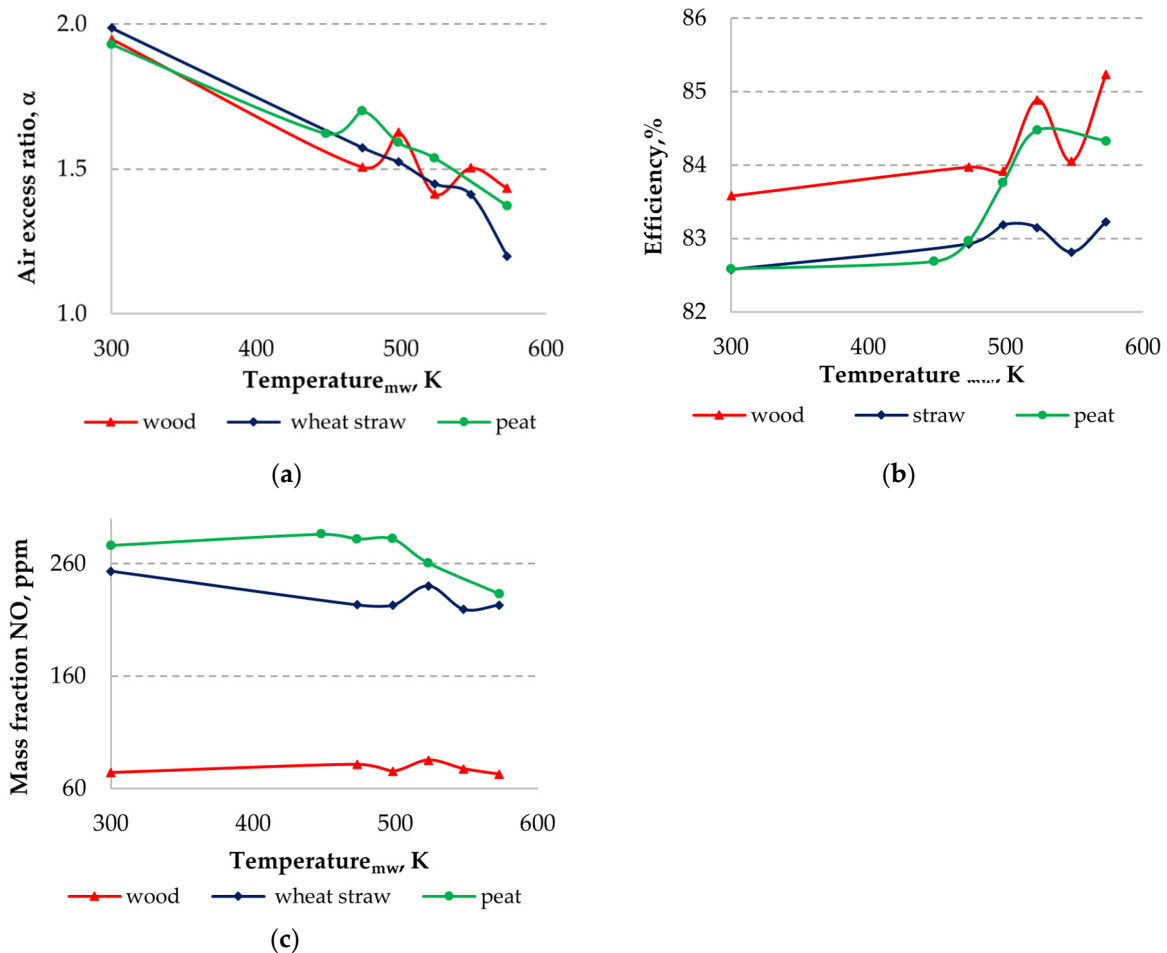 2.0
1.5
1.0
Air excess ratio, α
300 400 500 600
Temperaturemw, K
wood wheat straw peat
(a)
86
85
84
83
82
Efficiency,%
300 400 500 600
Temperature mw, K
wood straw peat
(b)
260
160
60
Mass fraction NO, ppm
300 400 500 600
Temperaturemw, K
wood wheat straw peat
(c)